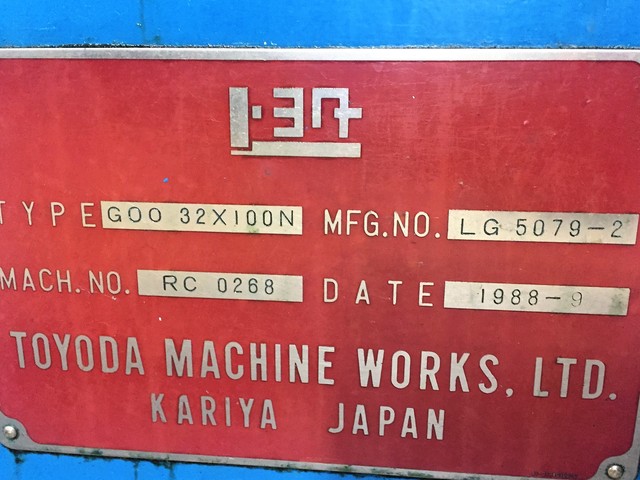 トヨダ
TYPE GOO 32X100N MFG.NO. LG 5079-2
MACH.NO. RC 0268 DATE 1988-9
TOYODA MACHINE WORKS, LTD.
KARIYA JAPAN